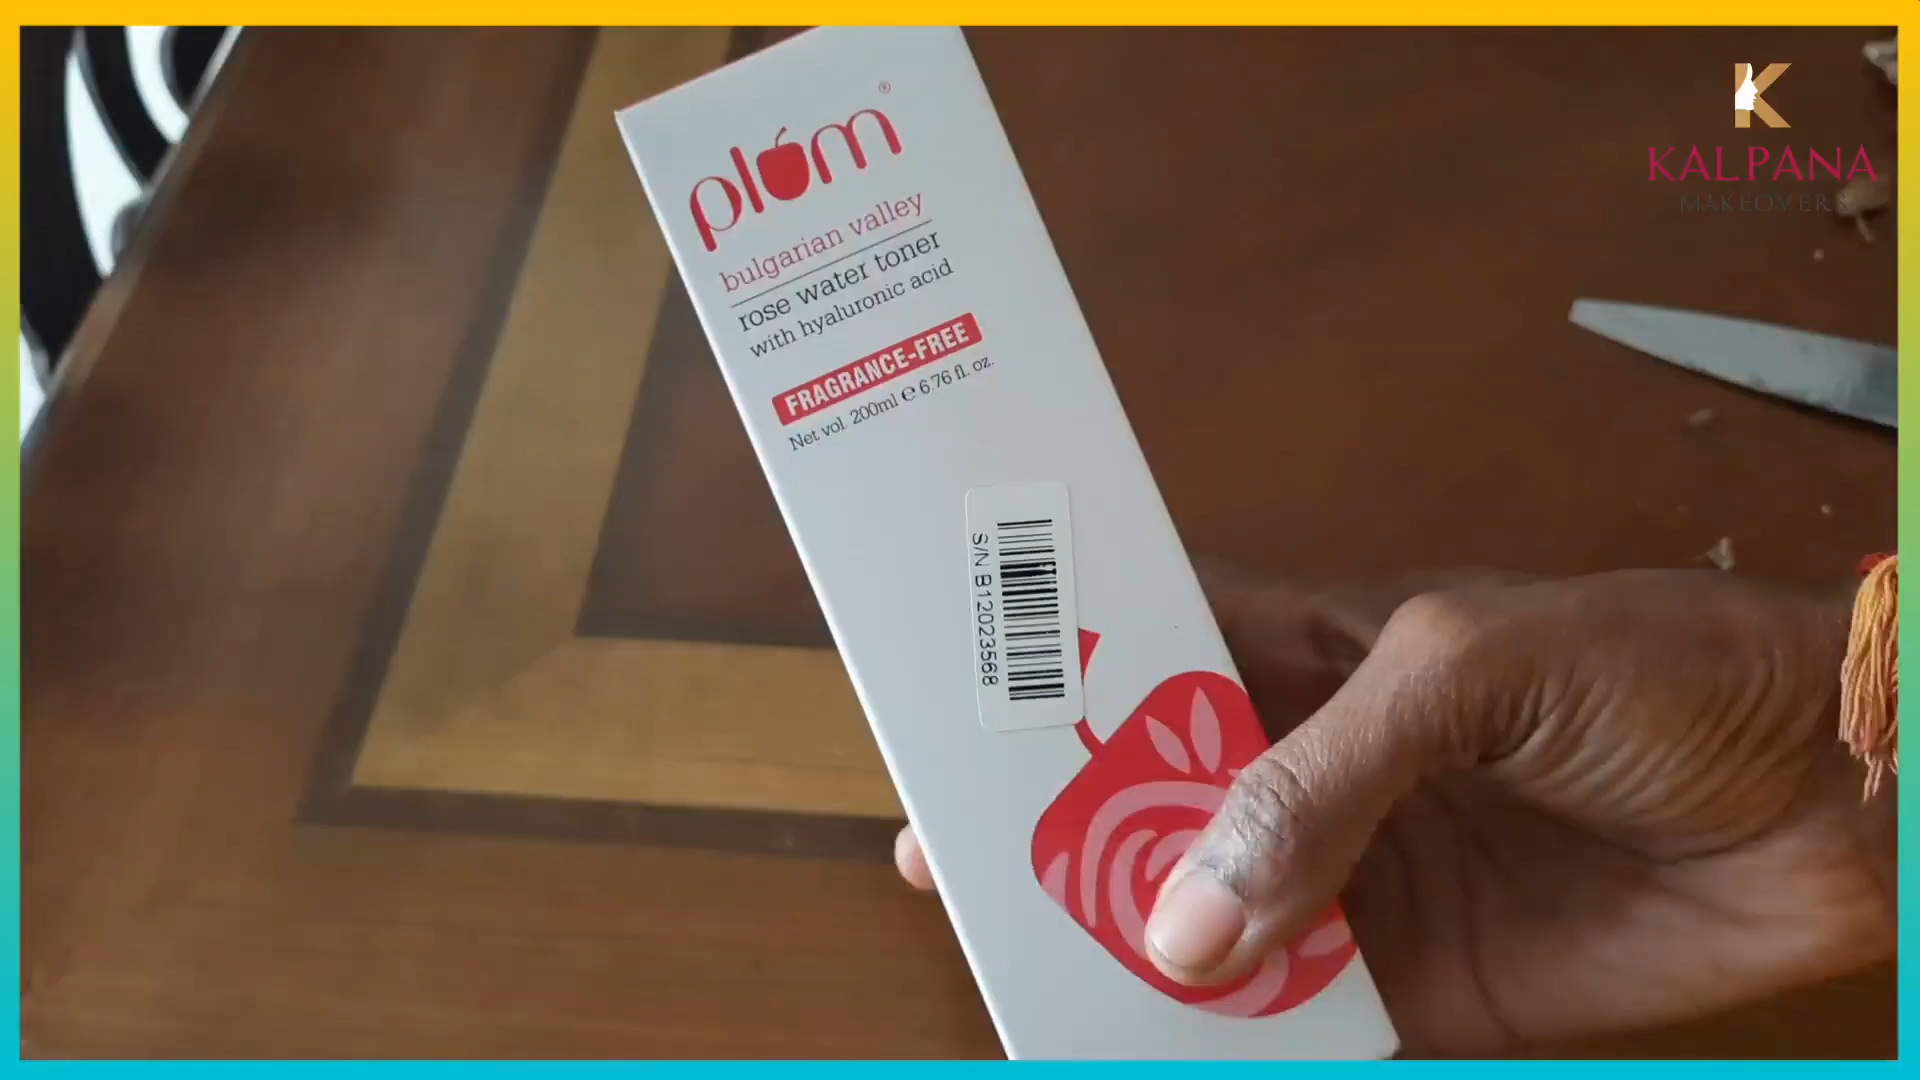 plum®
bulgarian valley
rose water toner
with hyaluronic acid
FRAGRANCE-FREE
Net vol. 200ml e 6.76 fl. oz.
S/N B12023568
K
KALPANA
MAKEOVERS